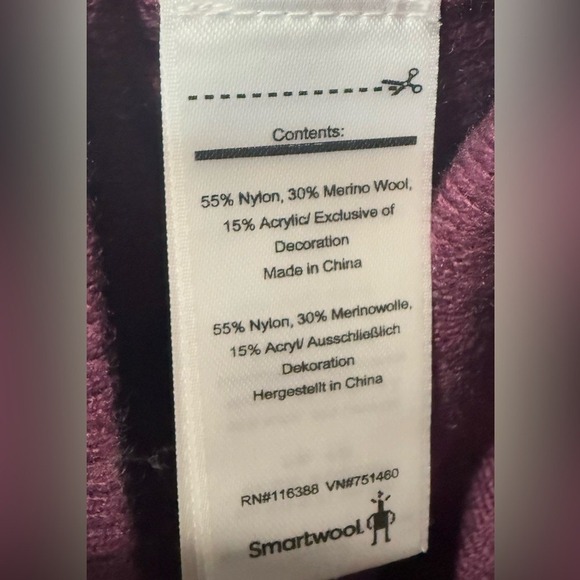 Contents:
55% Nylon, 30% Merino Wool,
15% Acrylic/ Exclusive of
Decoration
Made in China
55% Nylon, 30% Merinowolle,
15% Acryl/ Ausschließlich
Dekoration
Hergestellt in China
RN#116388 VN#751460
Smartwool